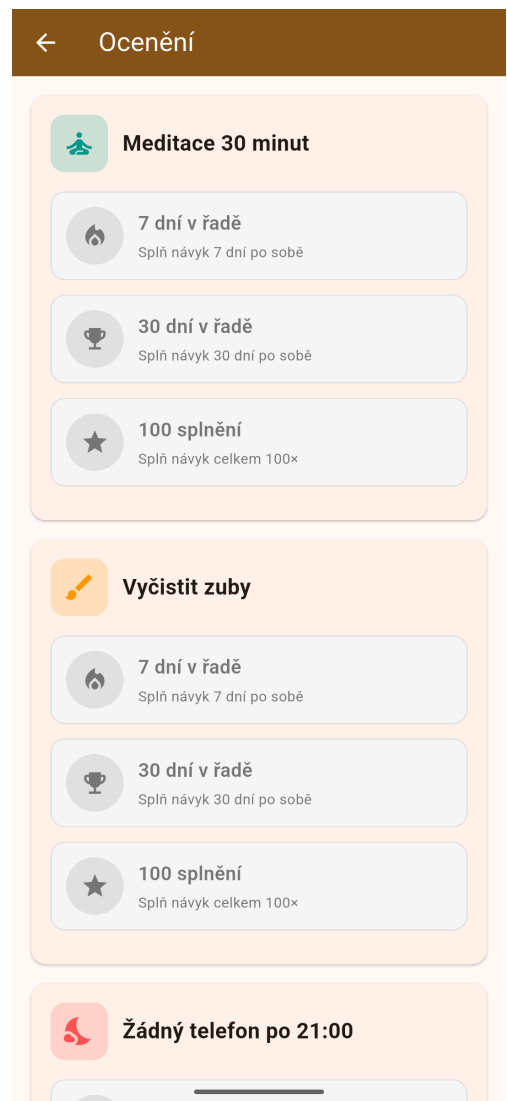 Ocenění
Meditace 30 minut
7 dní v řadě
Splň návyk 7 dní po sobě
30 dní v řadě
Splň návyk 30 dní po sobě
100 splnění
Splň návyk celkem 100×
Vyčistit zuby
7 dní v řadě
Splň návyk 7 dní po sobě
30 dní v řadě
Splň návyk 30 dní po sobě
100 splnění
Splň návyk celkem 100×
Žádný telefon po 21:00